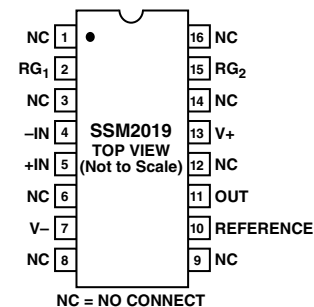 NC 1 16 NC
RG₁ 2 15 RG₂
NC 3 14 NC
–IN 4 SSM2019 13 V+
TOP VIEW
+IN 5 (Not to Scale) 12 NC
NC 6 11 OUT
V– 7 10 REFERENCE
NC 8 9 NC
NC = NO CONNECT